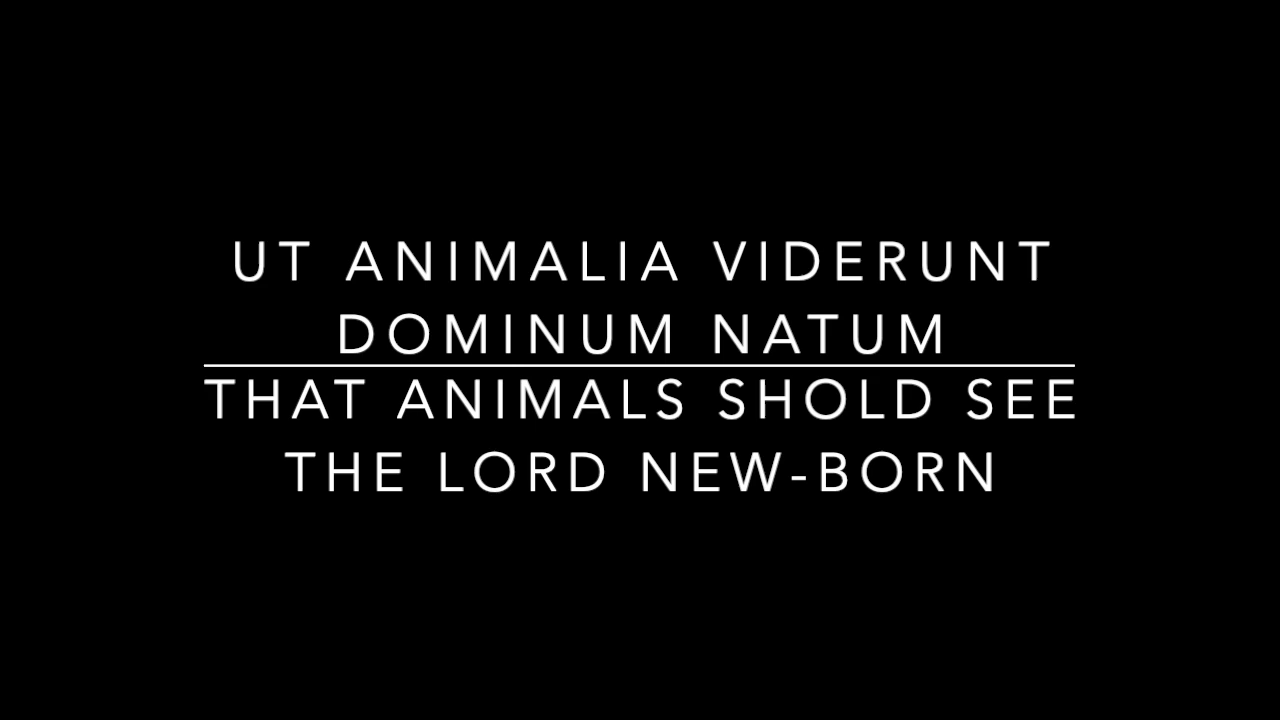 UT ANIMALIA VIDERUNT
DOMINUM NATUM
THAT ANIMALS SHOLD SEE
THE LORD NEW-BORN